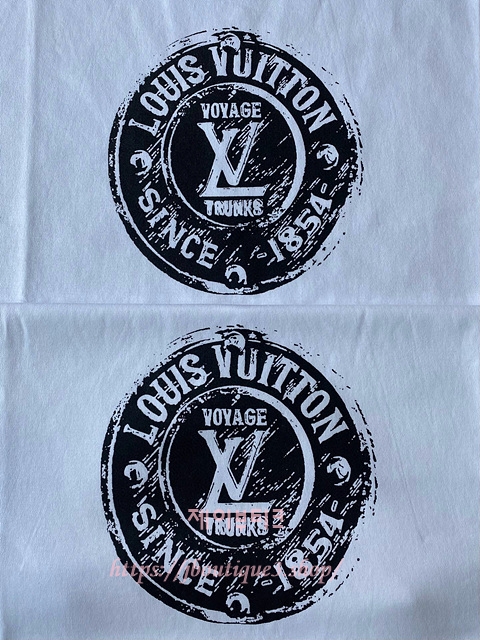 LOUIS VUITTON
VOYAGE
LV
TRUNKS
SINCE -1854-
LOUIS VUITTON
VOYAGE
LV
TRUNKS
SINCE -1854-